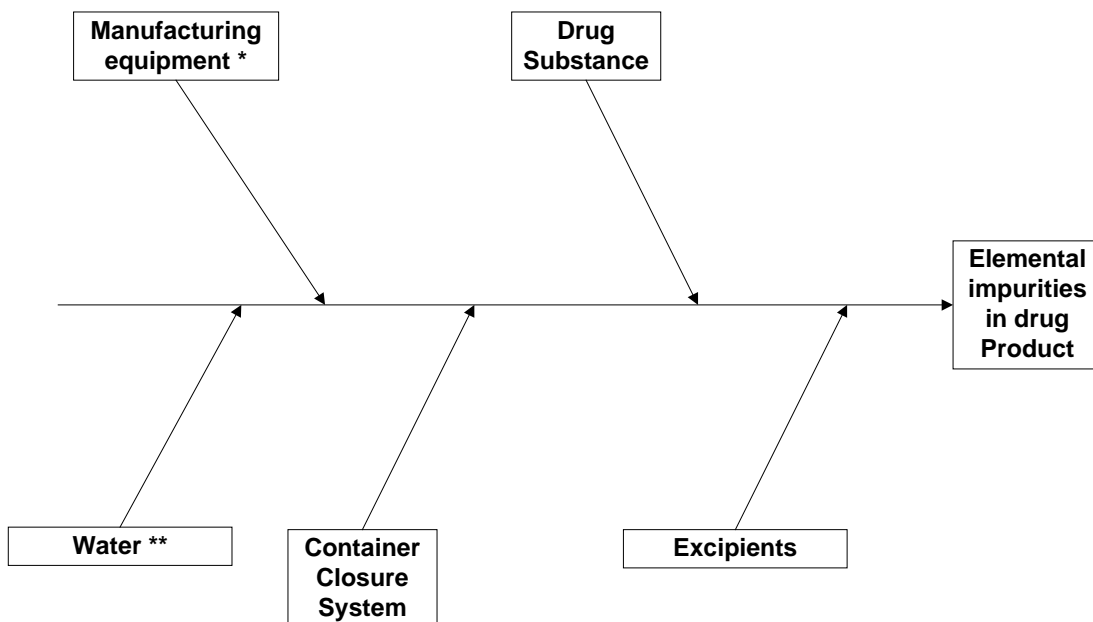 Manufacturing
equipment *
Drug
Substance
Elemental
impurities
in drug
Product
Water **
Container
Closure
System
Excipients